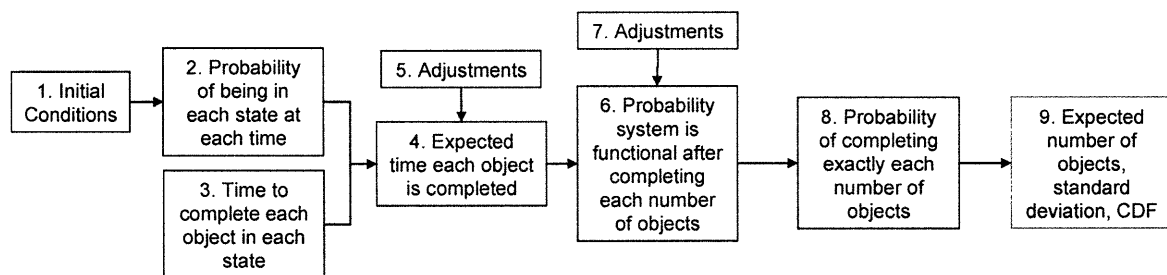 1. Initial
Conditions
2. Probability
of being in
each state at
each time
3. Time to
complete each
object in each
state
5. Adjustments
4. Expected
time each object
is completed
7. Adjustments
6. Probability
system is
functional after
completing
each number
of objects
8. Probability
of completing
exactly each
number of
objects
9. Expected
number of
objects,
standard
deviation, CDF